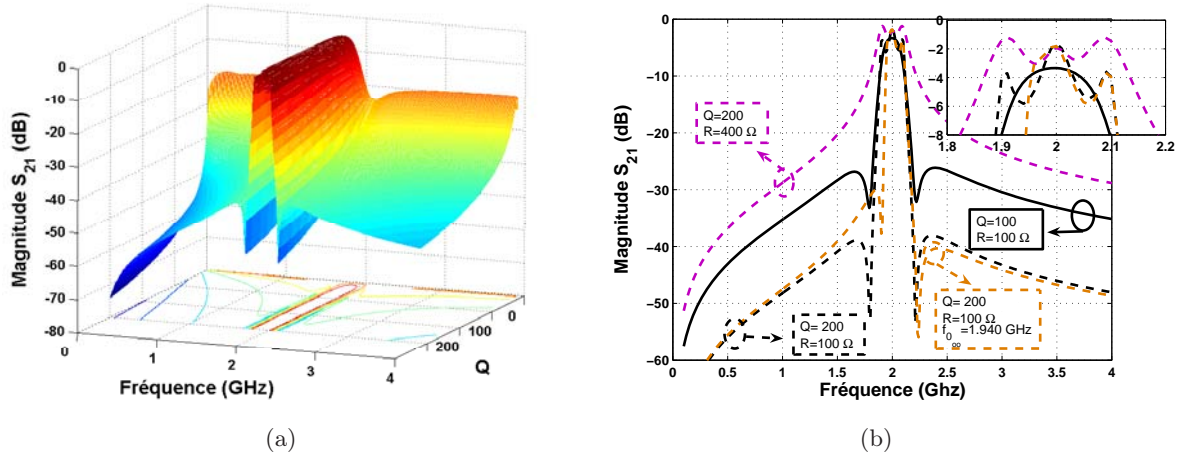 0
-10
-20
-30
-40
-50
-60
-70
-80
Magnitude S21 (dB)
0
1
2
3
4
Fréquence (GHz)
200
100
0
Q
(a)
0
-10
-20
-30
-40
-50
-60
Magnitude S21 (dB)
0
0.5
1
1.5
2
2.5
3
3.5
4
Fréquence (Ghz)
Q=200
R=400 Ω
Q=100
R=100 Ω
Q= 200
R=100 Ω
Q= 200
R=100 Ω
f0∞=1.940 GHz
0
-2
-4
-6
-8
1.8
1.9
2
2.1
2.2
(b)